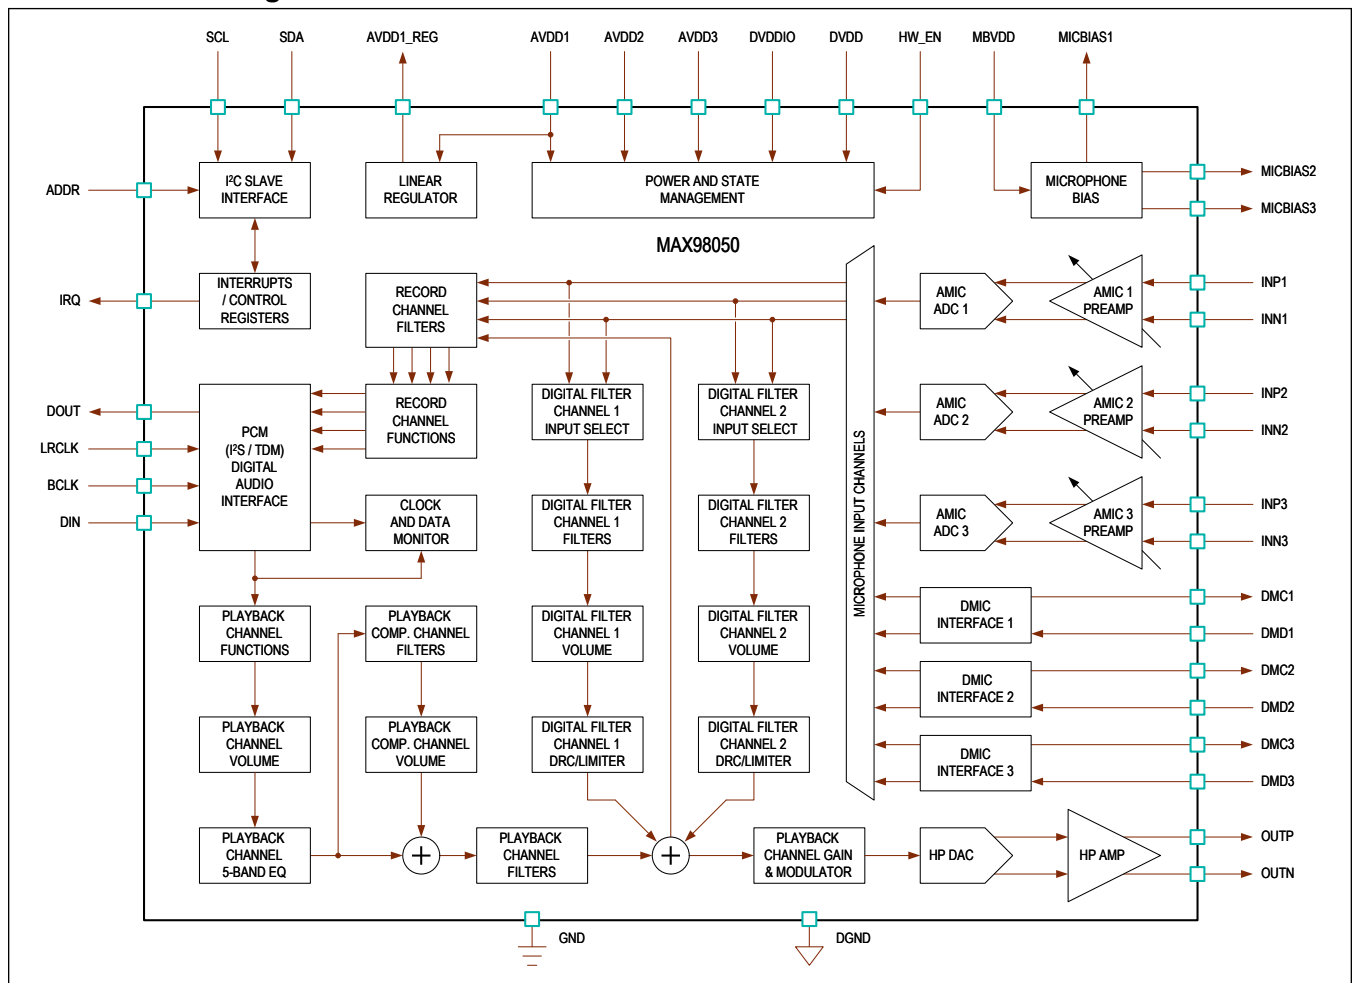 SCL SDA AVDD1_REG AVDD1 AVDD2 AVDD3 DVDDIO DVDD HW_EN MBVDD MICBIAS1
ADDR
I²C SLAVE
INTERFACE
LINEAR
REGULATOR
POWER AND STATE
MANAGEMENT
MICROPHONE
BIAS
MICBIAS2
MICBIAS3
MAX98050
IRQ
INTERRUPTS
/ CONTROL
REGISTERS
RECORD
CHANNEL
FILTERS
AMIC
ADC 1
AMIC 1
PREAMP
INP1
INN1
DOUT
LRCLK
BCLK
DIN
PCM
(I²S / TDM)
DIGITAL
AUDIO
INTERFACE
RECORD
CHANNEL
FUNCTIONS
DIGITAL FILTER
CHANNEL 1
INPUT SELECT
DIGITAL FILTER
CHANNEL 2
INPUT SELECT
MICROPHONE INPUT CHANNELS
AMIC
ADC 2
AMIC 2
PREAMP
INP2
INN2
CLOCK
AND DATA
MONITOR
DIGITAL FILTER
CHANNEL 1
FILTERS
DIGITAL FILTER
CHANNEL 2
FILTERS
AMIC
ADC 3
AMIC 3
PREAMP
INP3
INN3
PLAYBACK
CHANNEL
FUNCTIONS
PLAYBACK
COMP. CHANNEL
FILTERS
DIGITAL FILTER
CHANNEL 1
VOLUME
DIGITAL FILTER
CHANNEL 2
VOLUME
DMIC
INTERFACE 1
DMC1
DMD1
DMIC
INTERFACE 2
DMC2
DMD2
PLAYBACK
CHANNEL
VOLUME
PLAYBACK
COMP. CHANNEL
VOLUME
DIGITAL FILTER
CHANNEL 1
DRC/LIMITER
DIGITAL FILTER
CHANNEL 2
DRC/LIMITER
DMIC
INTERFACE 3
DMC3
DMD3
PLAYBACK
CHANNEL
5-BAND EQ
+
PLAYBACK
CHANNEL
FILTERS
+
PLAYBACK
CHANNEL GAIN
& MODULATOR
HP DAC
HP AMP
OUTP
OUTN
GND
DGND